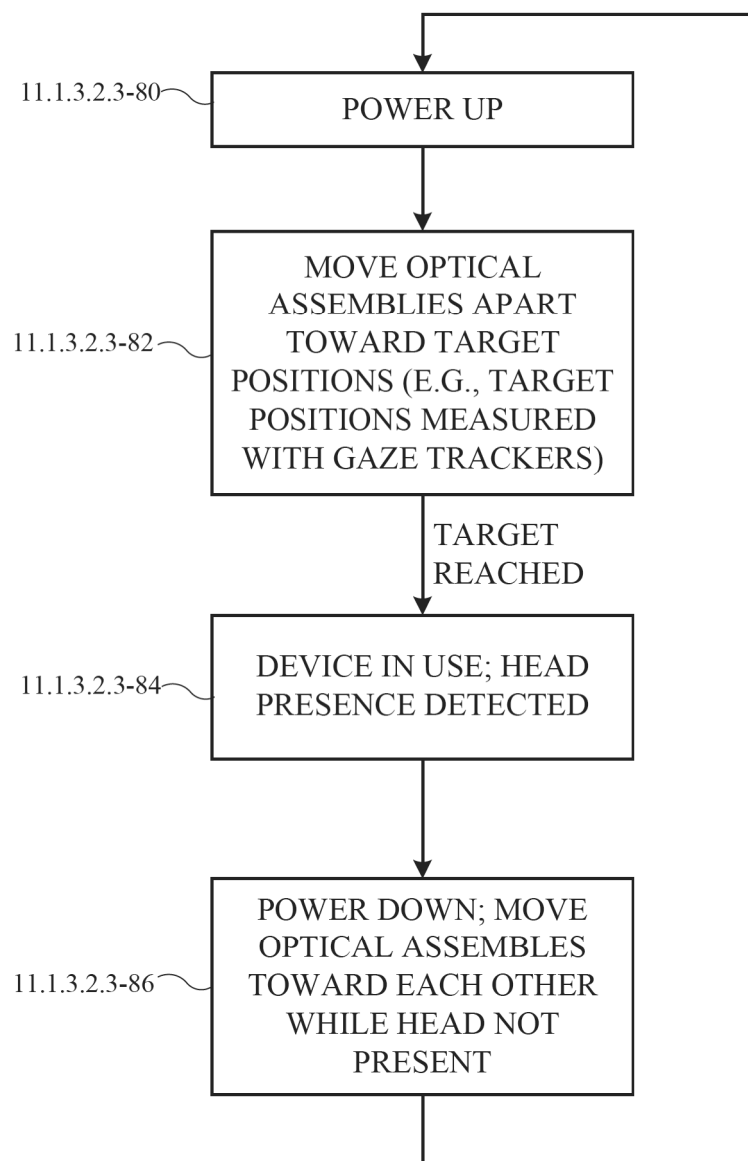 11.1.3.2.3-80
POWER UP
11.1.3.2.3-82
MOVE OPTICAL
ASSEMBLIES APART
TOWARD TARGET
POSITIONS (E.G., TARGET
POSITIONS MEASURED
WITH GAZE TRACKERS)
TARGET
REACHED
11.1.3.2.3-84
DEVICE IN USE; HEAD
PRESENCE DETECTED
11.1.3.2.3-86
POWER DOWN; MOVE
OPTICAL ASSEMBLES
TOWARD EACH OTHER
WHILE HEAD NOT
PRESENT